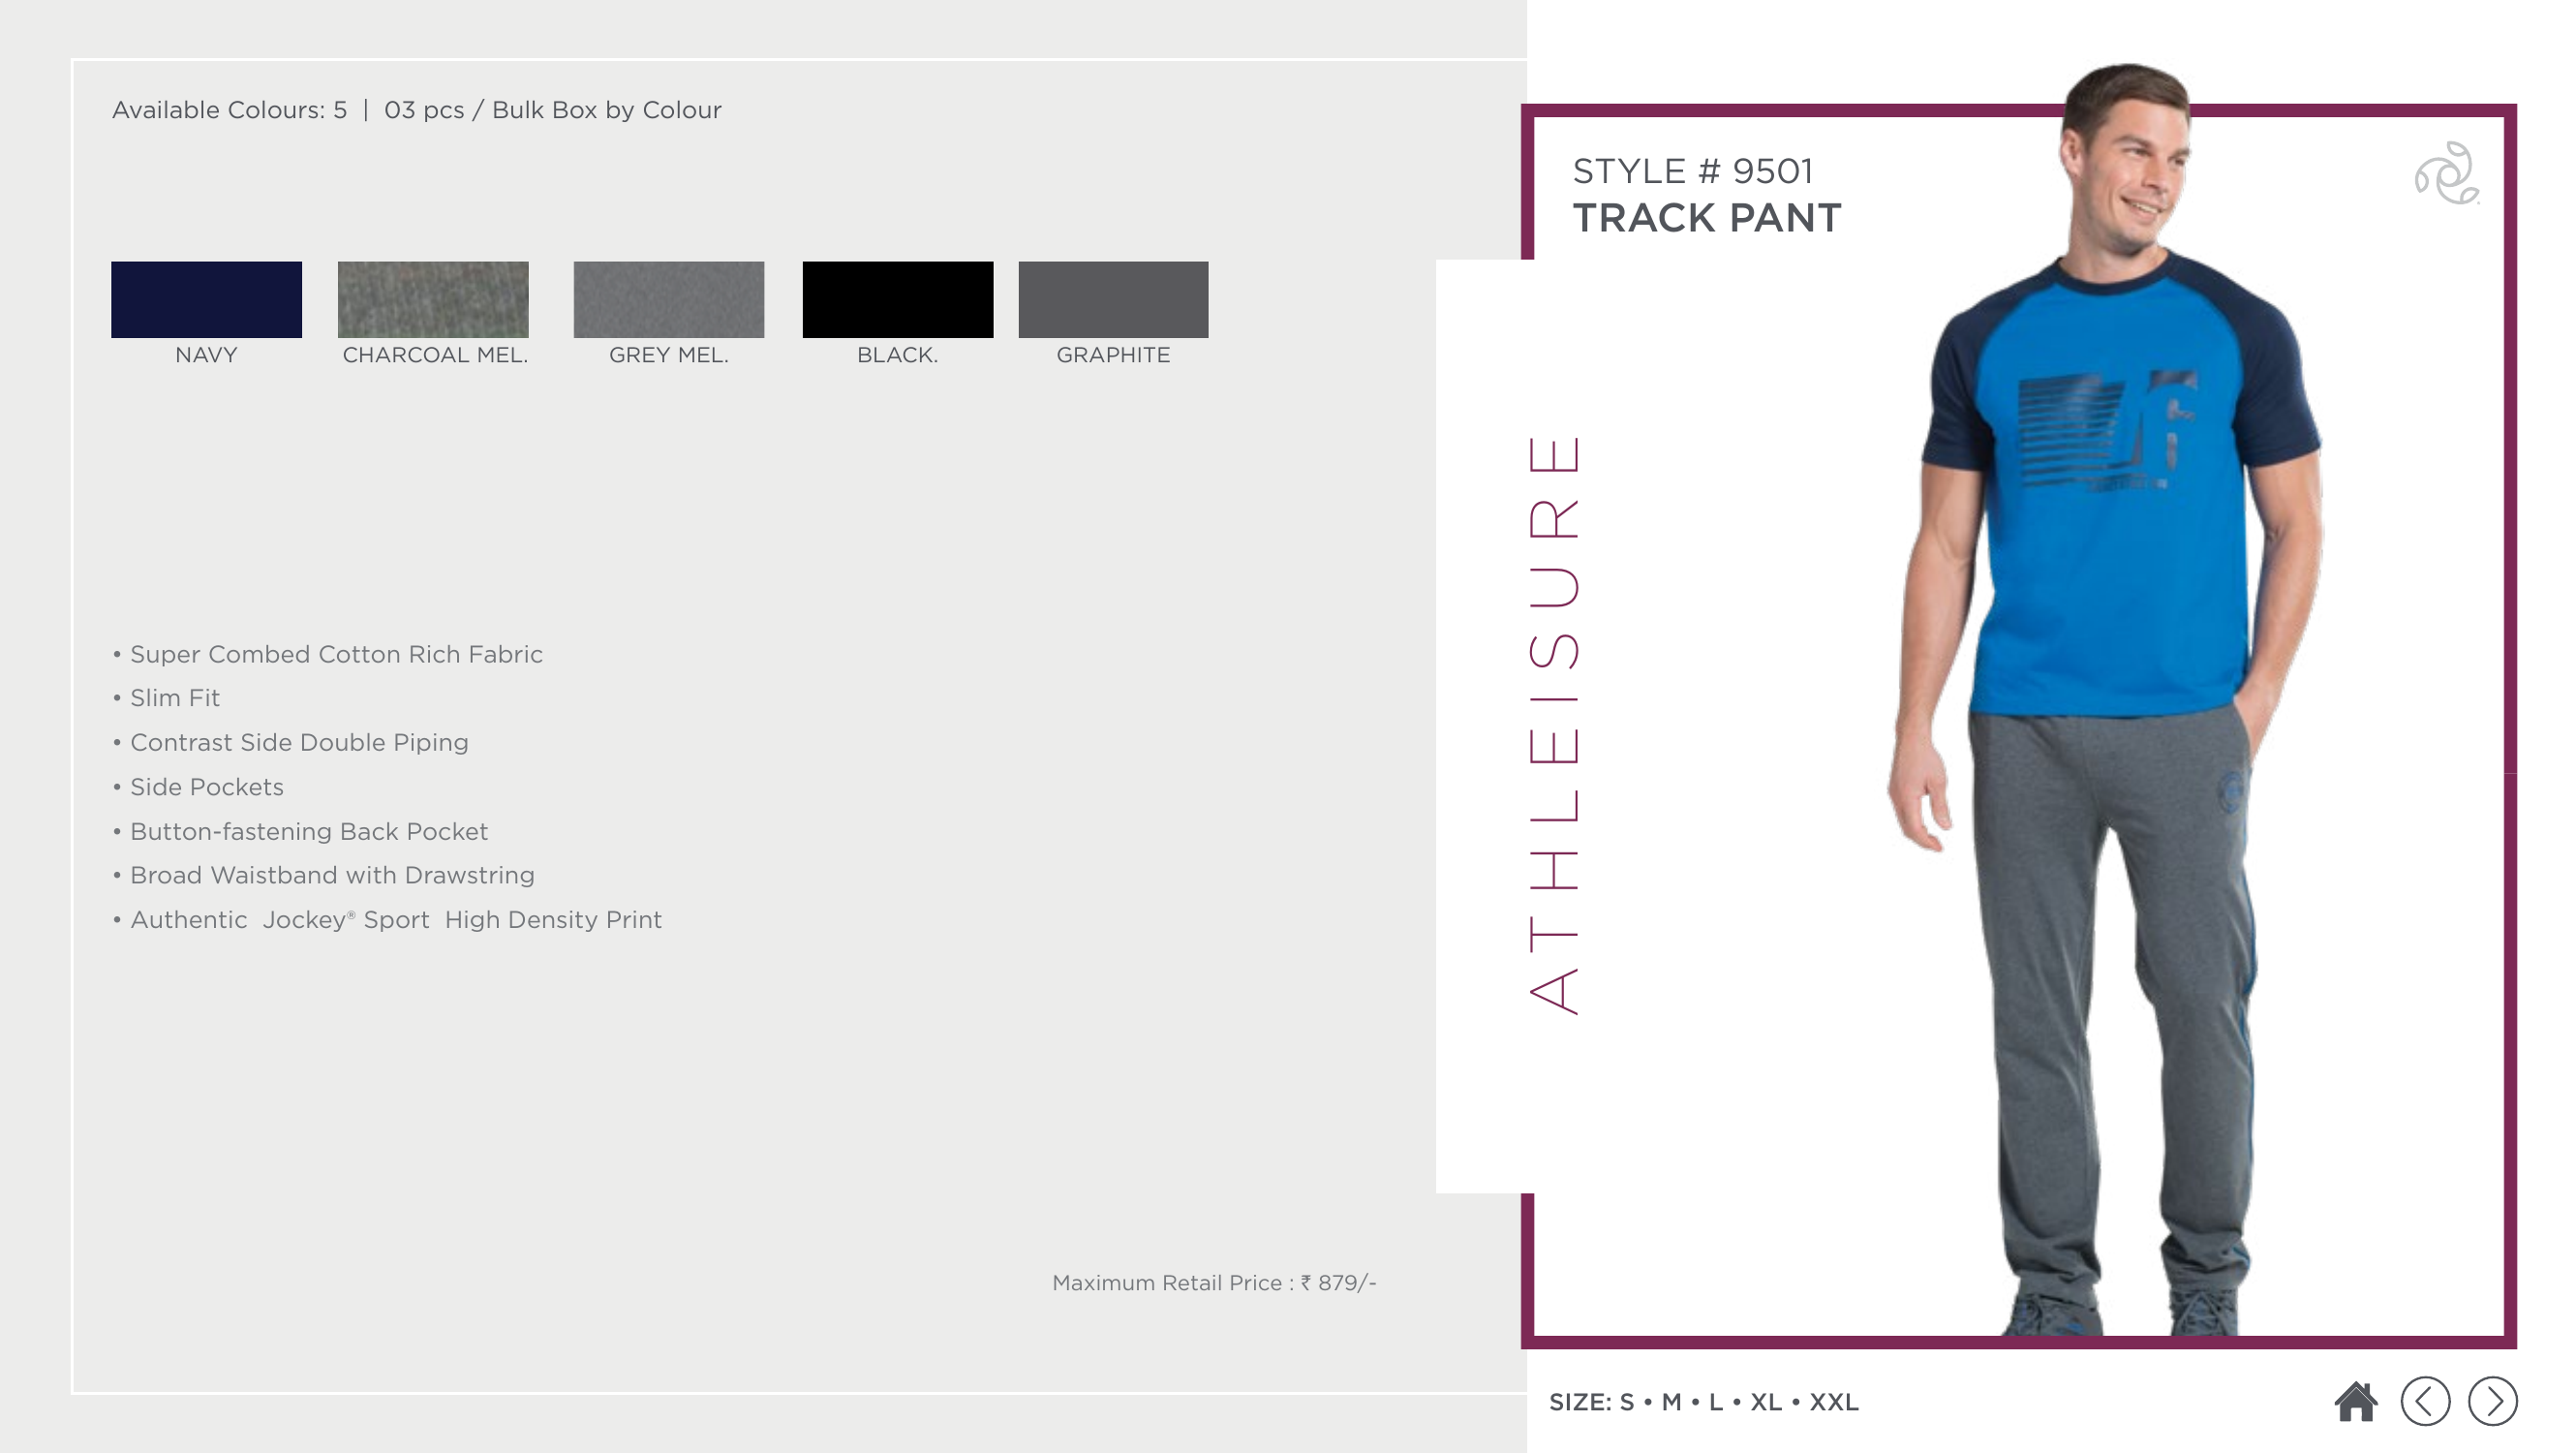 Available Colours: 5 | 03 pcs / Bulk Box by Colour
NAVY
CHARCOAL MEL.
GREY MEL.
BLACK.
GRAPHITE
• Super Combed Cotton Rich Fabric
• Slim Fit
• Contrast Side Double Piping
• Side Pockets
• Button-fastening Back Pocket
• Broad Waistband with Drawstring
• Authentic Jockey® Sport High Density Print
Maximum Retail Price : ₹ 879/-
STYLE # 9501
TRACK PANT
ATHLEISURE
SIZE: S • M • L • XL • XXL